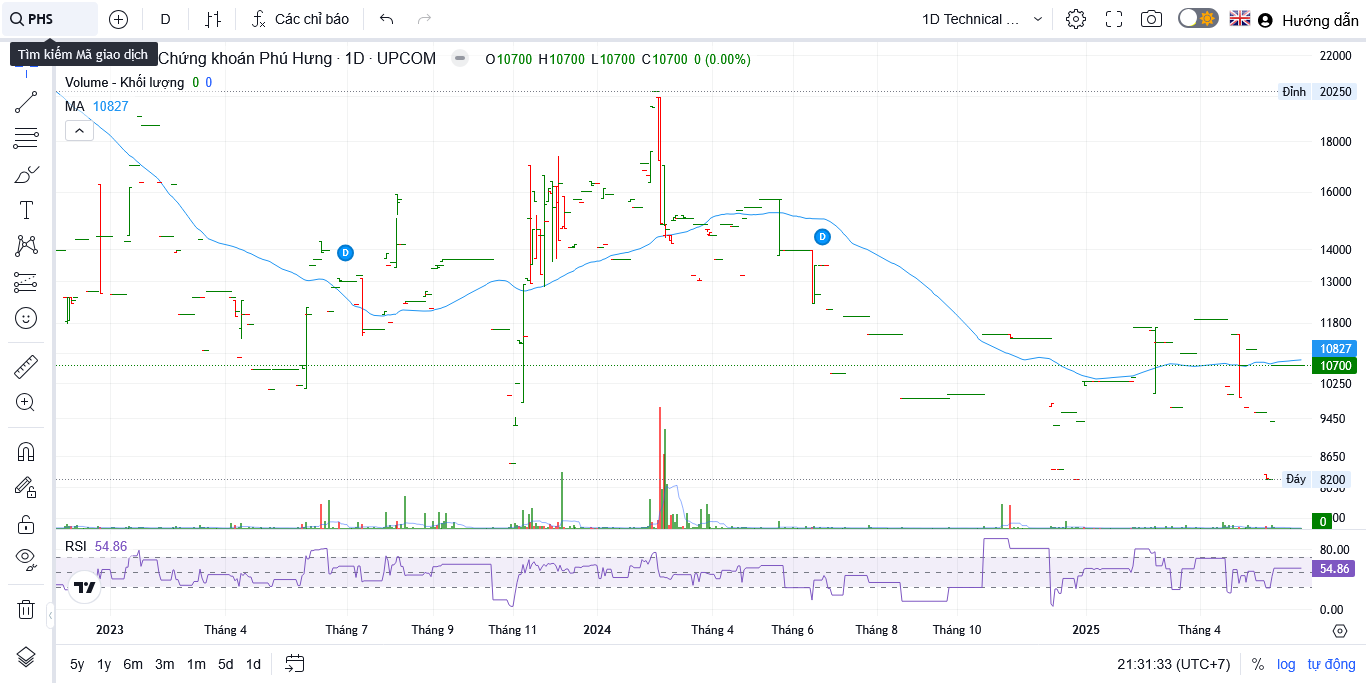 PHS
D
Các chỉ báo
1D Technical ...
Hướng dẫn
Tìm kiếm Mã giao dịch
Chứng khoán Phú Hưng · 1D · UPCOM
O10700 H10700 L10700 C10700 0 (0.00%)
Volume - Khối lượng 0 0
MA 10827
22000
Đỉnh 20250
18000
16000
14000
13000
11800
10827
10700
10250
9450
8650
Đáy 8200
0
D
D
RSI 54.86
80.00
54.86
0.00
2023 Tháng 4 Tháng 7 Tháng 9 Tháng 11 2024 Tháng 4 Tháng 6 Tháng 8 Tháng 10 2025 Tháng 4
5y 1y 6m 3m 1m 5d 1d
21:31:33 (UTC+7) % log tự động